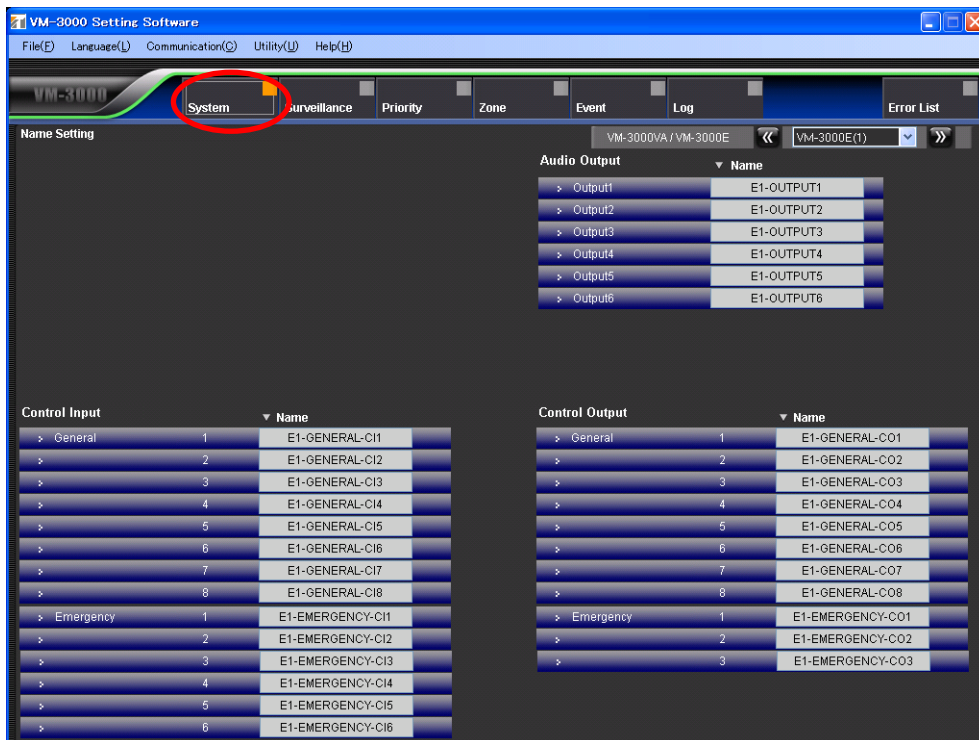 VM-3000 Setting Software
File(F) Language(L) Communication(C) Utility(U) Help(H)
VM-3000
System Surveillance Priority Zone Event Log Error List
Name Setting
VM-3000VA / VM-3000E VM-3000E(1)
Audio Output Name
Output1 E1-OUTPUT1
Output2 E1-OUTPUT2
Output3 E1-OUTPUT3
Output4 E1-OUTPUT4
Output5 E1-OUTPUT5
Output6 E1-OUTPUT6
Control Input Name
General 1 E1-GENERAL-CI1
2 E1-GENERAL-CI2
3 E1-GENERAL-CI3
4 E1-GENERAL-CI4
5 E1-GENERAL-CI5
6 E1-GENERAL-CI6
7 E1-GENERAL-CI7
8 E1-GENERAL-CI8
Emergency 1 E1-EMERGENCY-CI1
2 E1-EMERGENCY-CI2
3 E1-EMERGENCY-CI3
4 E1-EMERGENCY-CI4
5 E1-EMERGENCY-CI5
6 E1-EMERGENCY-CI6
Control Output Name
General 1 E1-GENERAL-CO1
2 E1-GENERAL-CO2
3 E1-GENERAL-CO3
4 E1-GENERAL-CO4
5 E1-GENERAL-CO5
6 E1-GENERAL-CO6
7 E1-GENERAL-CO7
8 E1-GENERAL-CO8
Emergency 1 E1-EMERGENCY-CO1
2 E1-EMERGENCY-CO2
3 E1-EMERGENCY-CO3